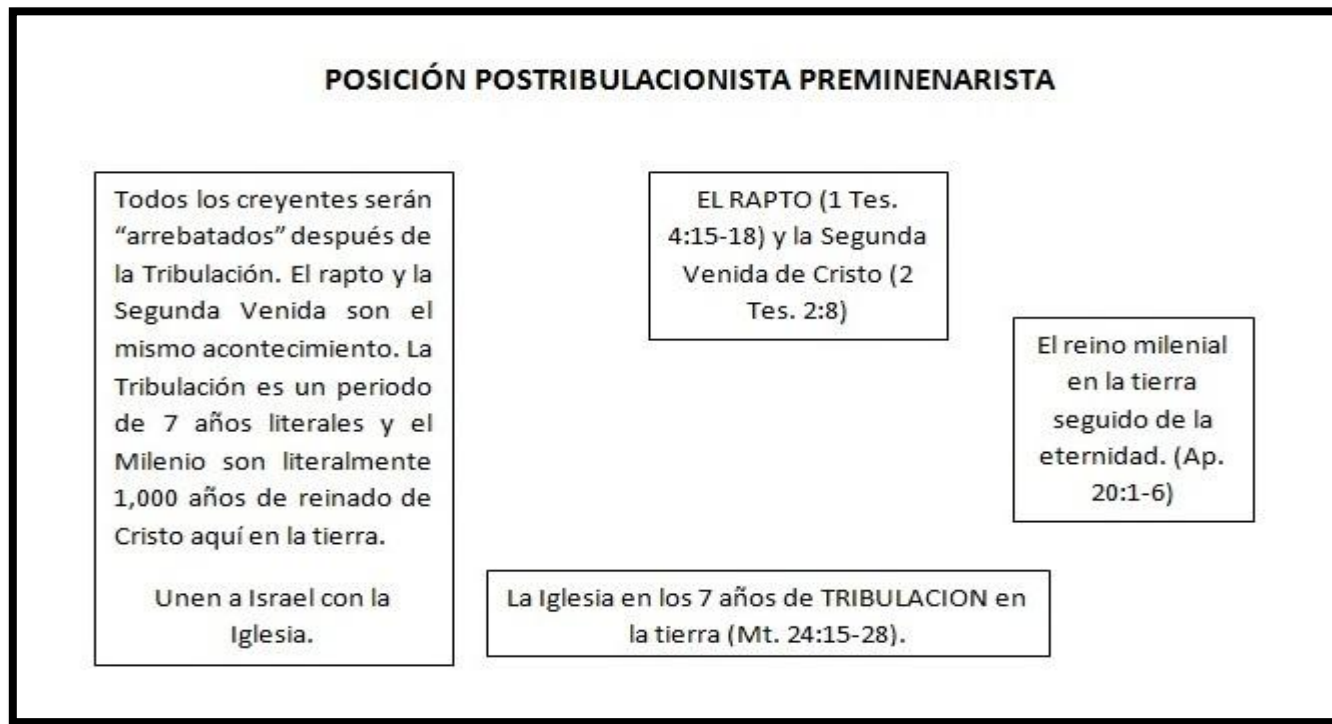 POSICIÓN POSTRIBULACIONISTA PREMINENARISTA
Todos los creyentes serán
“arrebatados” después de
la Tribulación. El rapto y la
Segunda Venida son el
mismo acontecimiento. La
Tribulación es un periodo
de 7 años literales y el
Milenio son literalmente
1,000 años de reinado de
Cristo aquí en la tierra.
Unen a Israel con la
Iglesia.
EL RAPTO (1 Tes.
4:15-18) y la Segunda
Venida de Cristo (2
Tes. 2:8)
El reino milenial
en la tierra
seguido de la
eternidad. (Ap.
20:1-6)
La Iglesia en los 7 años de TRIBULACION en
la tierra (Mt. 24:15-28).